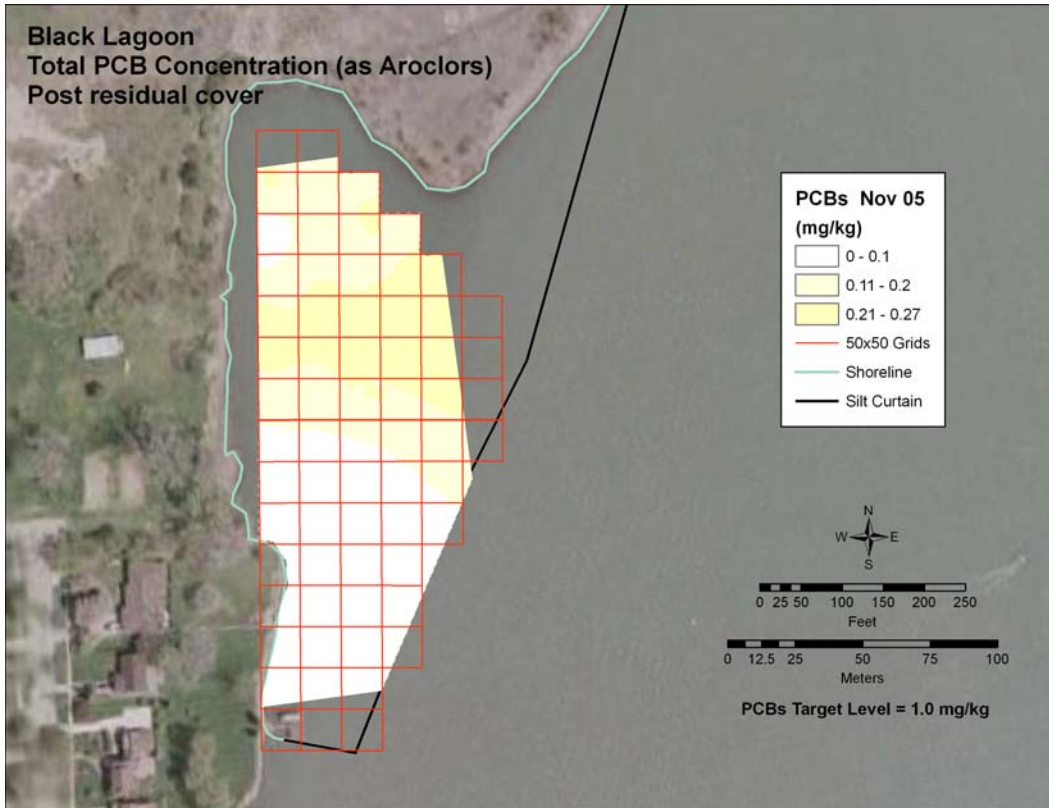 Black Lagoon
Total PCB Concentration (as Aroclors)
Post residual cover
PCBs Nov 05
(mg/kg)
0 - 0.1
0.11 - 0.2
0.21 - 0.27
50x50 Grids
Shoreline
Silt Curtain
N
W E
S
0 25 50 100 150 200 250
Feet
0 12.5 25 50 75 100
Meters
PCBs Target Level = 1.0 mg/kg